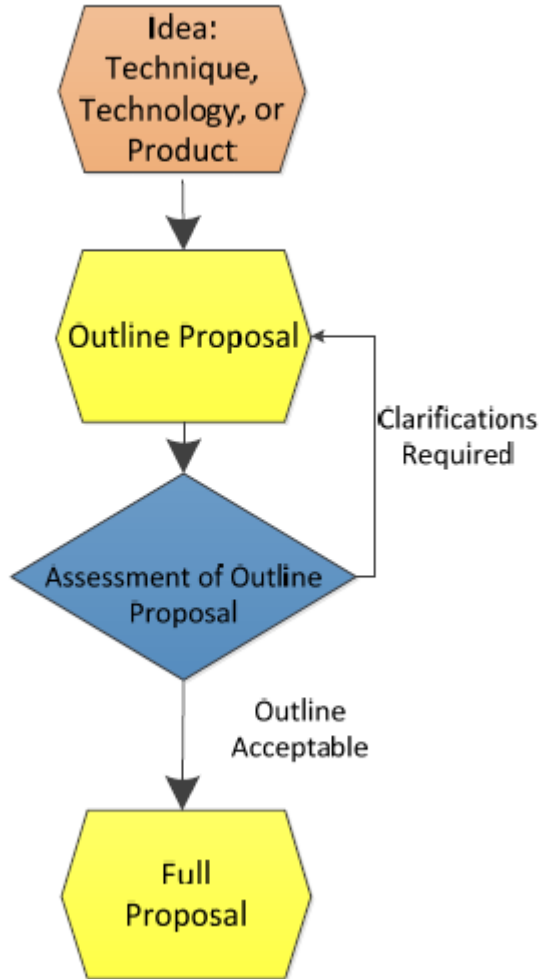 Idea:
Technique,
Technology, or
Product
Outline Proposal
Clarifications
Required
Assessment of Outline
Proposal
Outline
Acceptable
Full
Proposal